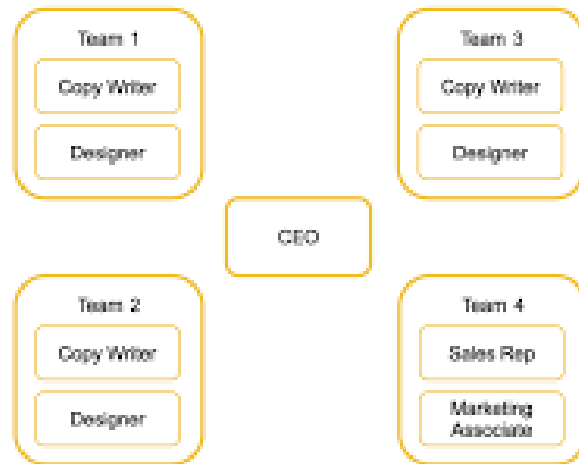 Team 1
Copy Writer
Designer
Team 3
Copy Writer
Designer
CEO
Team 2
Copy Writer
Designer
Team 4
Sales Rep
Marketing
Associate